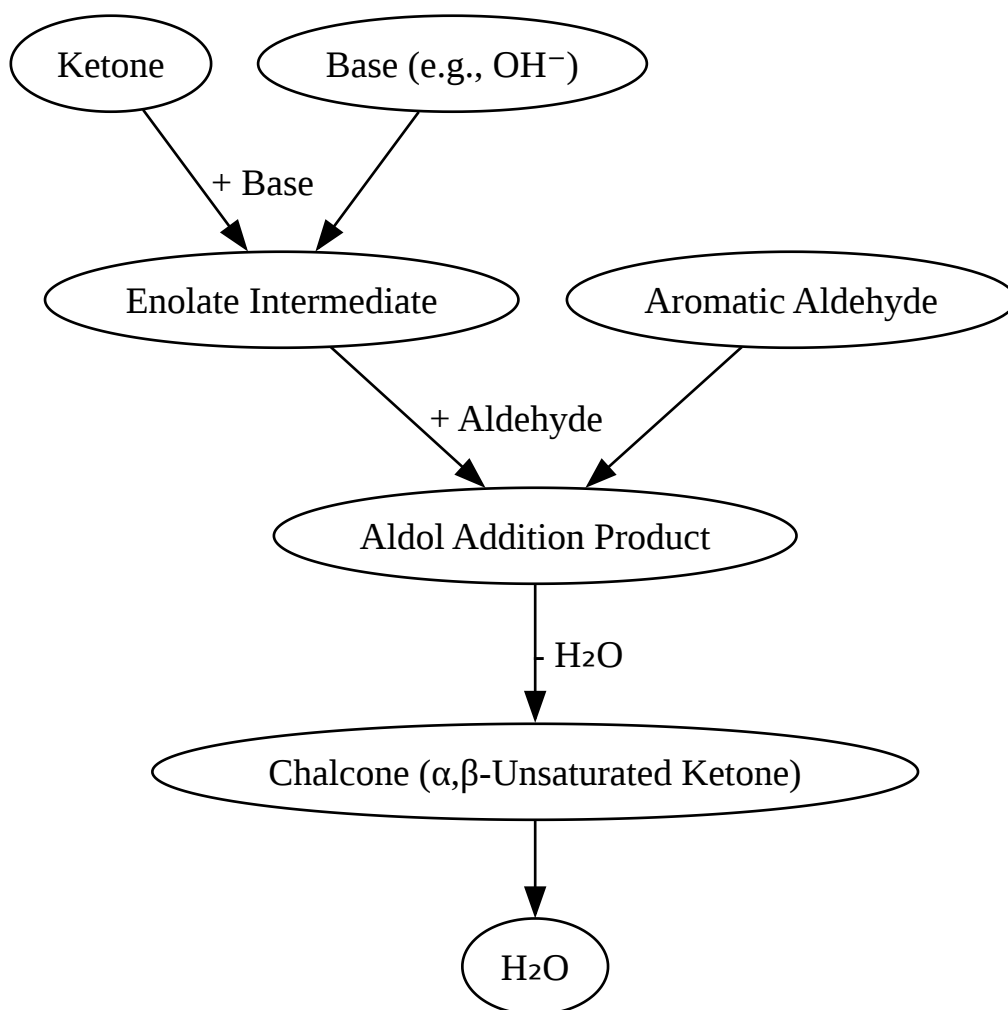 Ketone
Base (e.g., OH⁻)
+ Base
Enolate Intermediate
Aromatic Aldehyde
+ Aldehyde
Aldol Addition Product
- H₂O
Chalcone (α,β-Unsaturated Ketone)
H₂O